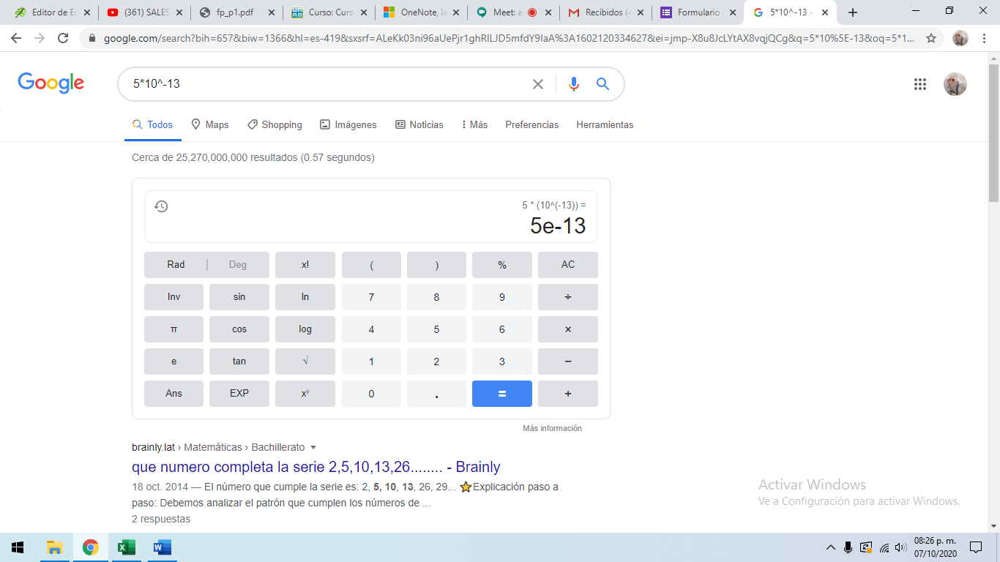 Editor de Ec
(361) SALES
fp_p1.pdf
Curso: Curs
OneNote, la
Meet: a
Recibidos (4
Formulario
5*10^-13 -
google.com/search?bih=657&biw=1366&hl=es-419&sxsrf=ALeKk03ni96aUePjr1ghRlLJD5mfdY9IaA%3A1602120334627&ei=jmp-X8u8JcLYtAX8vqjQCg&q=5*10%5E-13&oq=5*1...
Google
5*10^-13
Todos Maps Shopping Imágenes Noticias Más Preferencias Herramientas
Cerca de 25,270,000,000 resultados (0.57 segundos)
5 * (10^(-13)) =
5e-13
Rad | Deg x! ( ) % AC
Inv sin ln 7 8 9 ÷
π cos log 4 5 6 ×
e tan √ 1 2 3 −
Ans EXP xʸ 0 . = +
Más información
brainly.lat › Matemáticas › Bachillerato
que numero completa la serie 2,5,10,13,26........ - Brainly
18 oct. 2014 — El número que cumple la serie es: 2, 5, 10, 13, 26, 29... ⭐Explicación paso a
paso: Debemos analizar el patrón que cumplen los números de ...
2 respuestas
Activar Windows
Ve a Configuración para activar Windows.
08:26 p. m.
07/10/2020